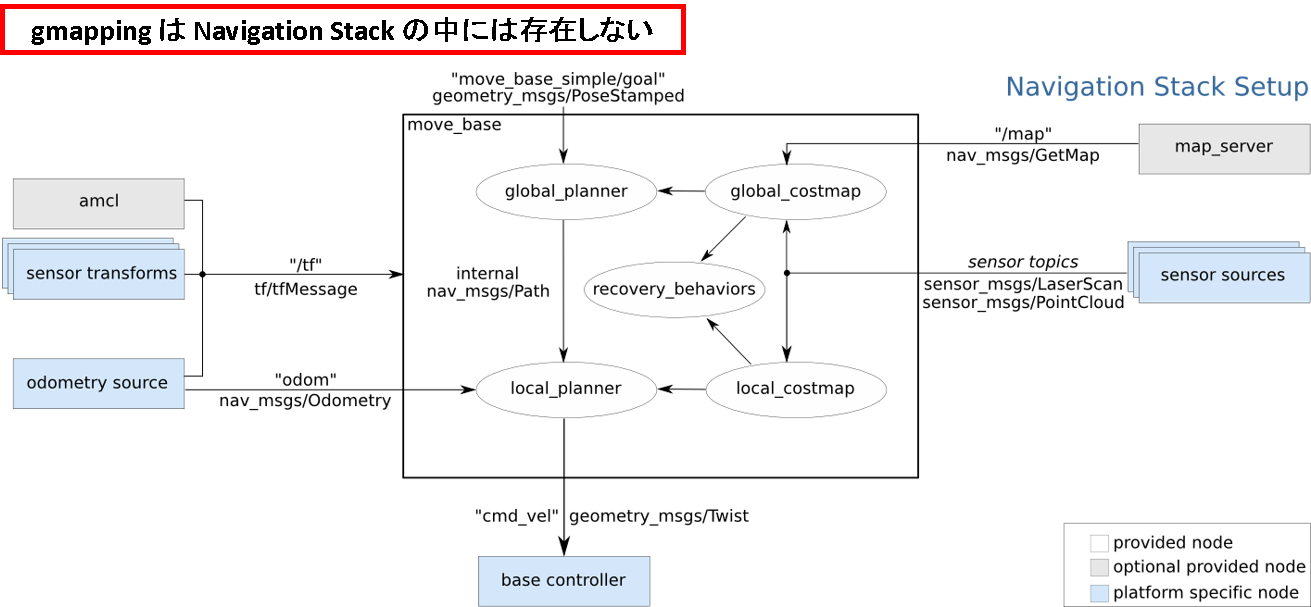 gmapping は Navigation Stack の中には存在しない
Navigation Stack Setup
"move_base_simple/goal"
geometry_msgs/PoseStamped
move_base
"/map"
nav_msgs/GetMap
map_server
global_planner
global_costmap
amcl
sensor transforms
"/tf"
tf/tfMessage
internal
nav_msgs/Path
recovery_behaviors
sensor topics
sensor_msgs/LaserScan
sensor_msgs/PointCloud
sensor sources
odometry source
"odom"
nav_msgs/Odometry
local_planner
local_costmap
"cmd_vel" geometry_msgs/Twist
base controller
provided node
optional provided node
platform specific node